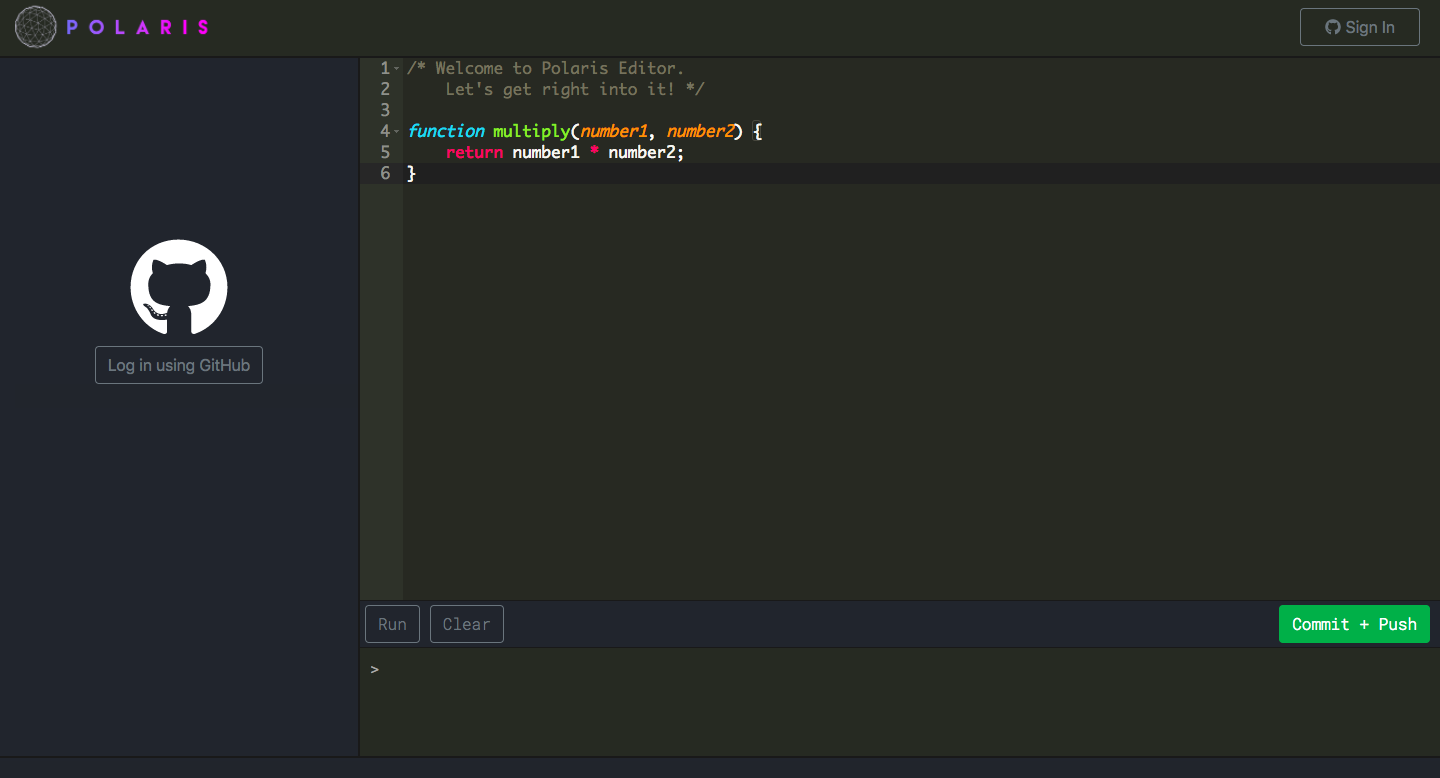 POLARIS
Sign In
Log in using GitHub
1 /* Welcome to Polaris Editor.
2     Let's get right into it! */
3
4 function multiply(number1, number2) {
5     return number1 * number2;
6 }
Run Clear Commit + Push
>